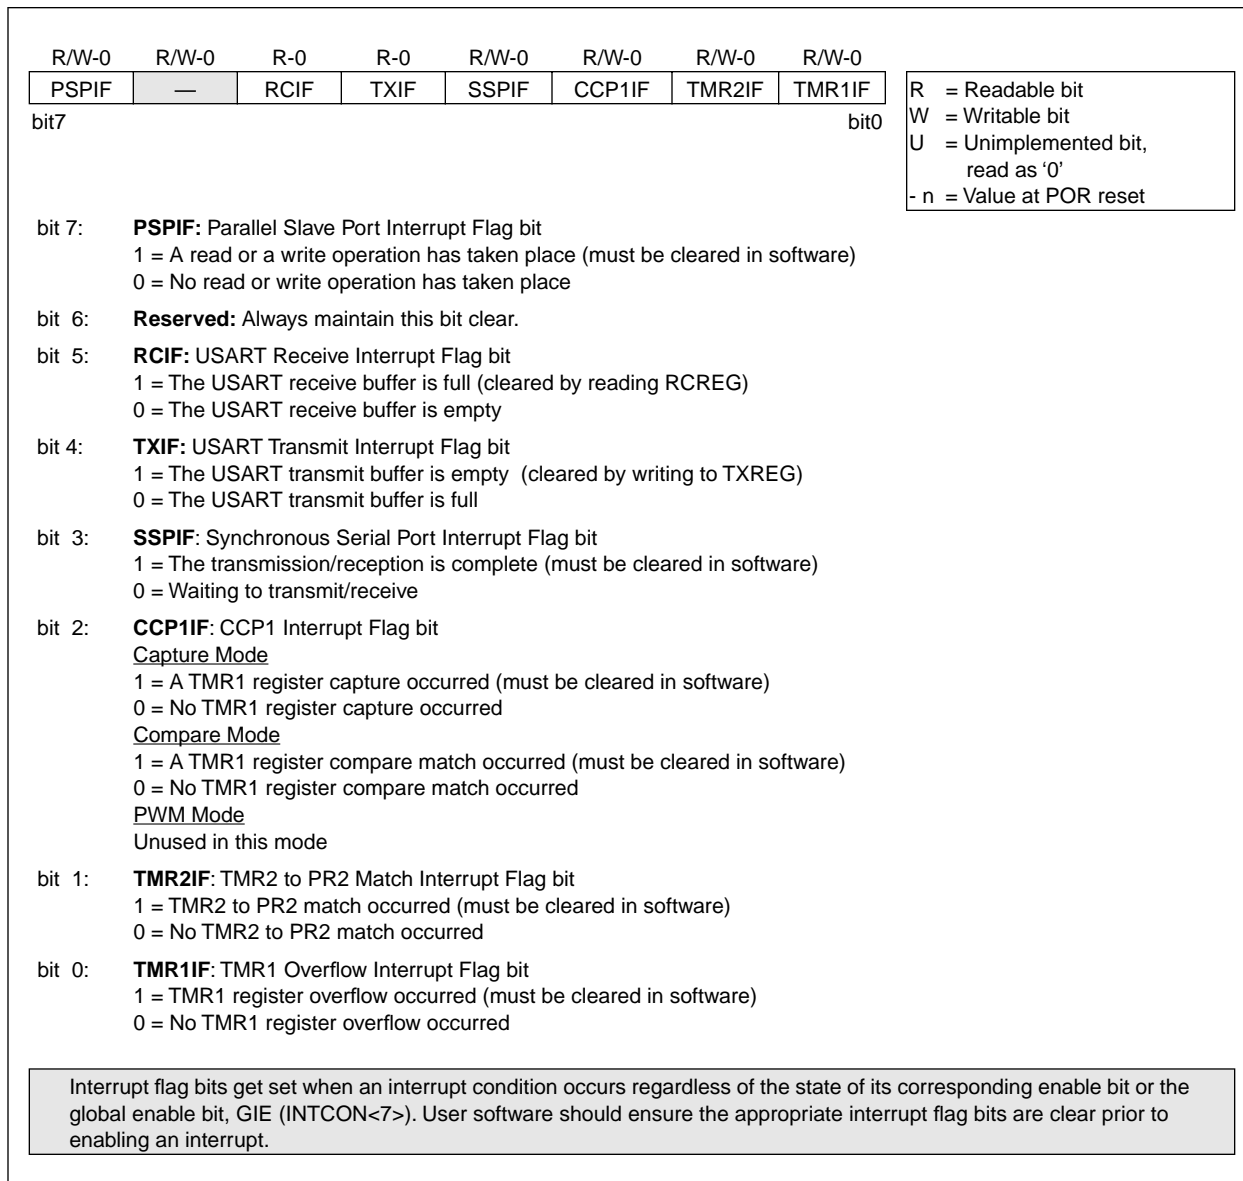 R/W-0 R/W-0 R-0 R-0 R/W-0 R/W-0 R/W-0 R/W-0
PSPIF — RCIF TXIF SSPIF CCP1IF TMR2IF TMR1IF
bit7 bit0
R = Readable bit
W = Writable bit
U = Unimplemented bit,
read as ‘0’
- n = Value at POR reset
bit 7: PSPIF: Parallel Slave Port Interrupt Flag bit
1 = A read or a write operation has taken place (must be cleared in software)
0 = No read or write operation has taken place
bit 6: Reserved: Always maintain this bit clear.
bit 5: RCIF: USART Receive Interrupt Flag bit
1 = The USART receive buffer is full (cleared by reading RCREG)
0 = The USART receive buffer is empty
bit 4: TXIF: USART Transmit Interrupt Flag bit
1 = The USART transmit buffer is empty (cleared by writing to TXREG)
0 = The USART transmit buffer is full
bit 3: SSPIF: Synchronous Serial Port Interrupt Flag bit
1 = The transmission/reception is complete (must be cleared in software)
0 = Waiting to transmit/receive
bit 2: CCP1IF: CCP1 Interrupt Flag bit
Capture Mode
1 = A TMR1 register capture occurred (must be cleared in software)
0 = No TMR1 register capture occurred
Compare Mode
1 = A TMR1 register compare match occurred (must be cleared in software)
0 = No TMR1 register compare match occurred
PWM Mode
Unused in this mode
bit 1: TMR2IF: TMR2 to PR2 Match Interrupt Flag bit
1 = TMR2 to PR2 match occurred (must be cleared in software)
0 = No TMR2 to PR2 match occurred
bit 0: TMR1IF: TMR1 Overflow Interrupt Flag bit
1 = TMR1 register overflow occurred (must be cleared in software)
0 = No TMR1 register overflow occurred
Interrupt flag bits get set when an interrupt condition occurs regardless of the state of its corresponding enable bit or the
global enable bit, GIE (INTCON<7>). User software should ensure the appropriate interrupt flag bits are clear prior to
enabling an interrupt.